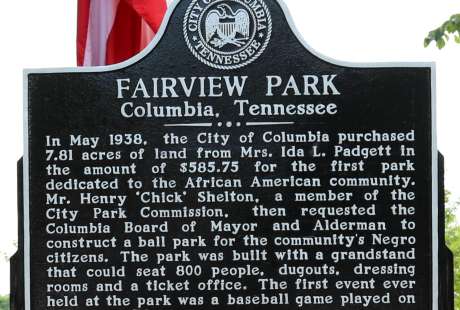 CITY OF COLUMBIA
TENNESSEE
FAIRVIEW PARK
Columbia, Tennessee
In May 1938, the City of Columbia purchased
7.81 acres of land from Mrs. Ida L. Padgett in
the amount of $585.75 for the first park
dedicated to the African American community.
Mr. Henry 'Chick' Shelton, a member of the
City Park Commission, then requested the
Columbia Board of Mayor and Alderman to
construct a ball park for the community's Negro
citizens. The park was built with a grandstand
that could seat 800 people, dugouts, dressing
rooms and a ticket office. The first event ever
held at the park was a baseball game played on